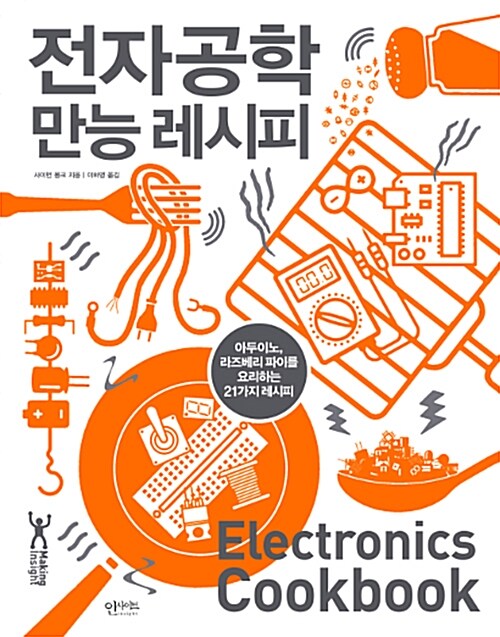 전자공학
만능 레시피
사이먼 몽크 지음 | 이하영 옮김
000
아두이노,
라즈베리 파이를
요리하는
21가지 레시피
Making
Insight
Electronics
Cookbook
인사이트